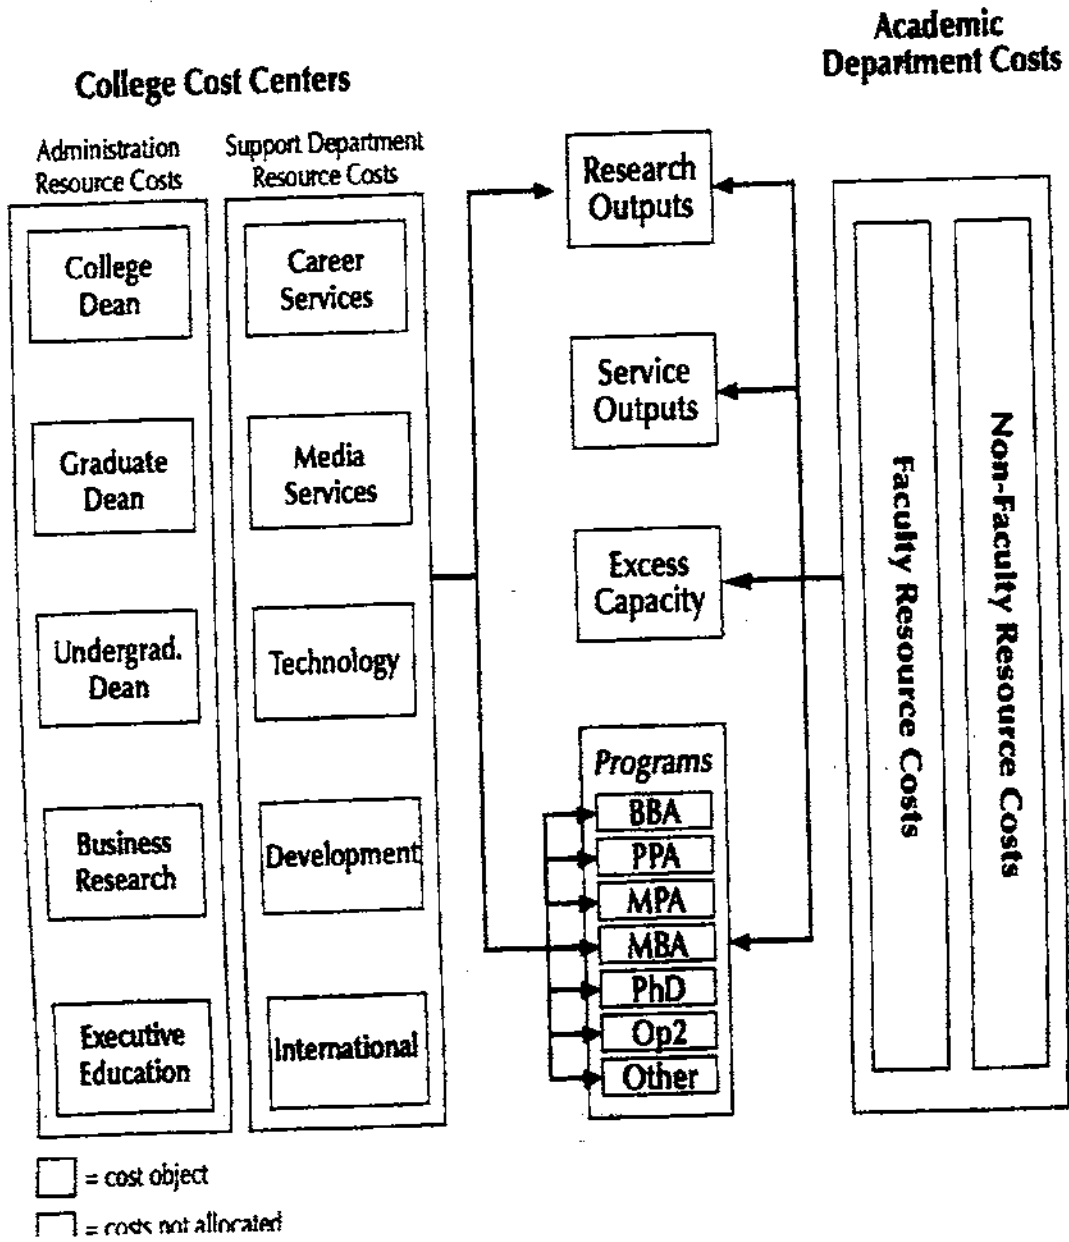 Academic
Department Costs
College Cost Centers
Administration
Resource Costs
Support Department
Resource Costs
College
Dean
Graduate
Dean
Undergrad.
Dean
Business
Research
Executive
Education
Career
Services
Media
Services
Technology
Development
International
Research
Outputs
Service
Outputs
Excess
Capacity
Programs
BBA
PPA
MPA
MBA
PhD
Op2
Other
Faculty Resource Costs
Non-Faculty Resource Costs
= cost object
= costs not allocated